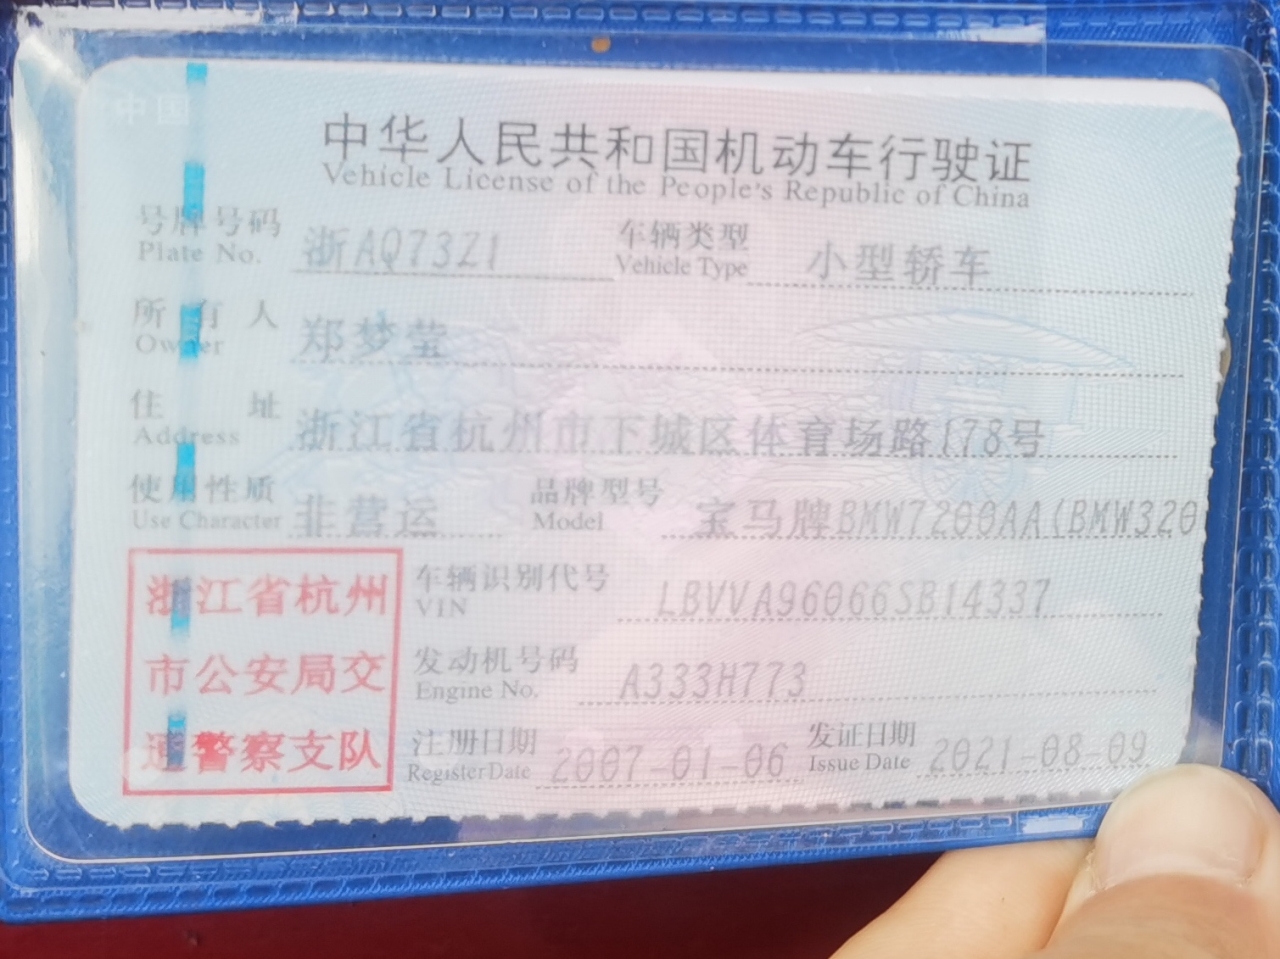 中国
中华人民共和国机动车行驶证
Vehicle License of the People's Republic of China
号牌号码 浙AQ73Z1 车辆类型 小型轿车
Plate No. Vehicle Type
所有人 郑梦莹
Owner
住址 浙江省杭州市下城区体育场路178号
Address
使用性质 非营运 品牌型号 宝马牌BMW7200AA(BMW320
Use Character Model
浙江省杭州
市公安局交
通警察支队
车辆识别代号 LBVVA96066SB14337
VIN
发动机号码 A333H773
Engine No.
注册日期 2007-01-06 发证日期 2021-08-09
Register Date Issue Date